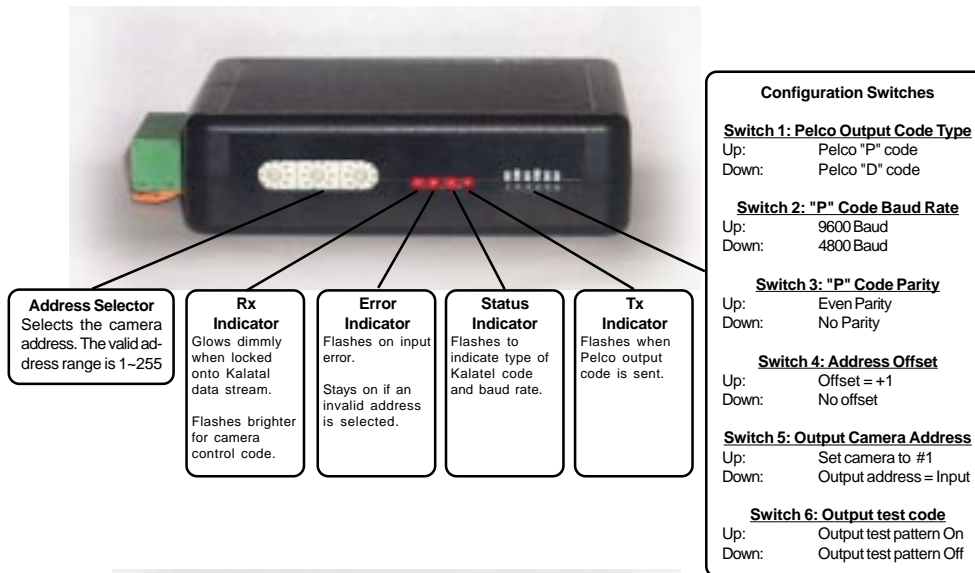 Address Selector
Selects the camera
address. The valid ad-
dress range is 1~255
Rx
Indicator
Glows dimmly
when locked
onto Kalatal
data stream.
Flashes brighter
for camera
control code.
Error
Indicator
Flashes on input
error.
Stays on if an
invalid address
is selected.
Status
Indicator
Flashes to
indicate type of
Kalatel code
and baud rate.
Tx
Indicator
Flashes when
Pelco output
code is sent.
Configuration Switches
Switch 1: Pelco Output Code Type
Up: Pelco "P" code
Down: Pelco "D" code
Switch 2: "P" Code Baud Rate
Up: 9600 Baud
Down: 4800 Baud
Switch 3: "P" Code Parity
Up: Even Parity
Down: No Parity
Switch 4: Address Offset
Up: Offset = +1
Down: No offset
Switch 5: Output Camera Address
Up: Set camera to #1
Down: Output address = Input
Switch 6: Output test code
Up: Output test pattern On
Down: Output test pattern Off